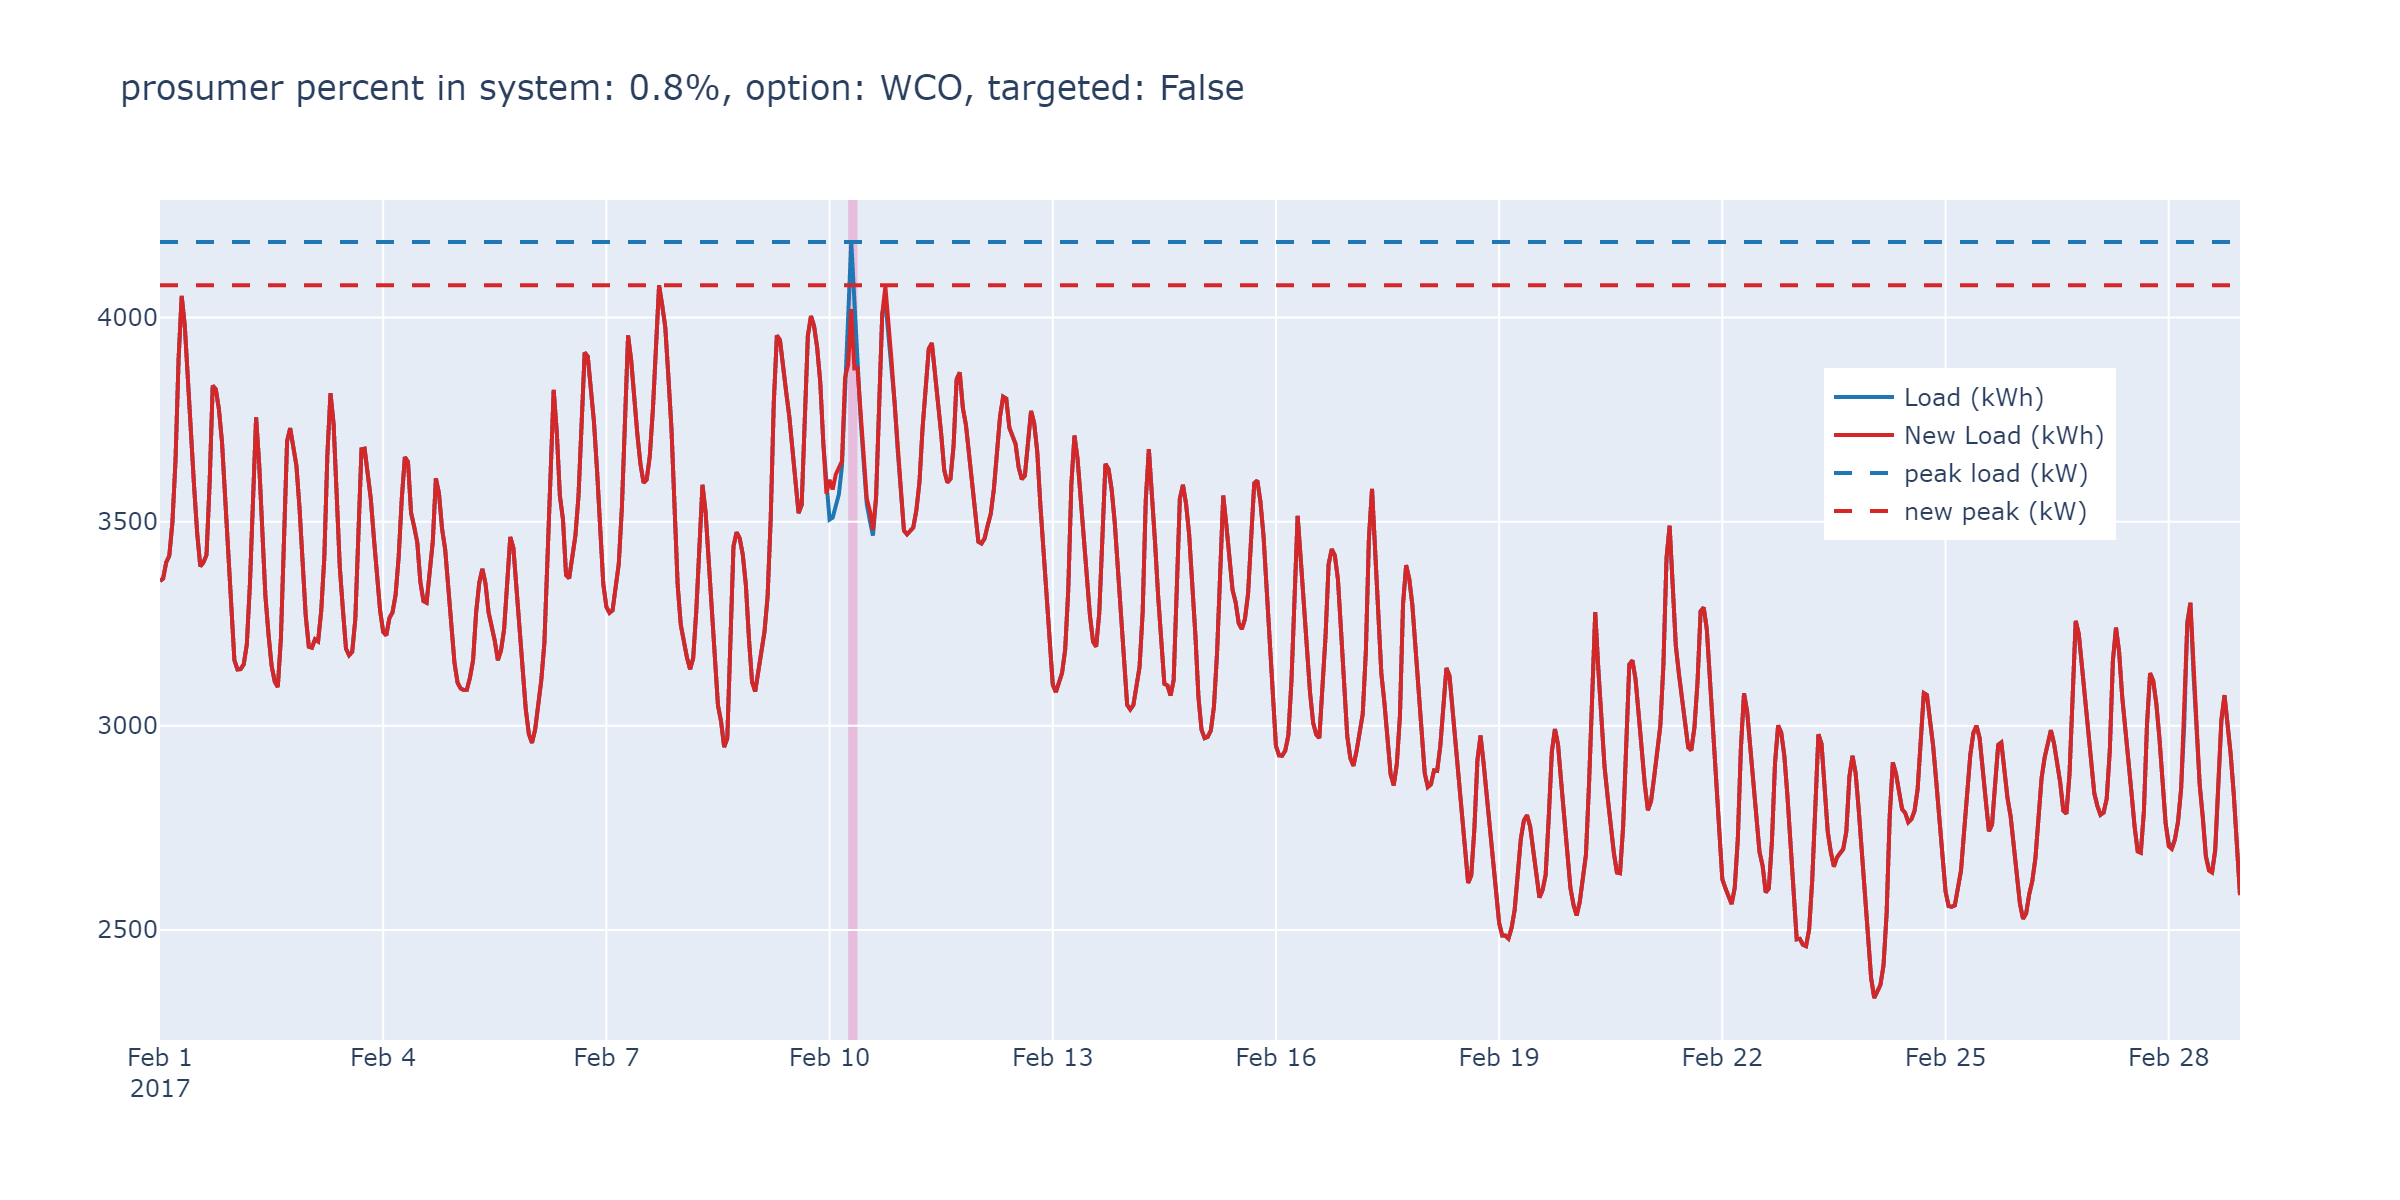 prosumer percent in system: 0.8%, option: WCO, targeted: False
4000
3500
3000
2500
Load (kWh)
New Load (kWh)
peak load (kW)
new peak (kW)
Feb 1 Feb 4 Feb 7 Feb 10 Feb 13 Feb 16 Feb 19 Feb 22 Feb 25 Feb 28
2017